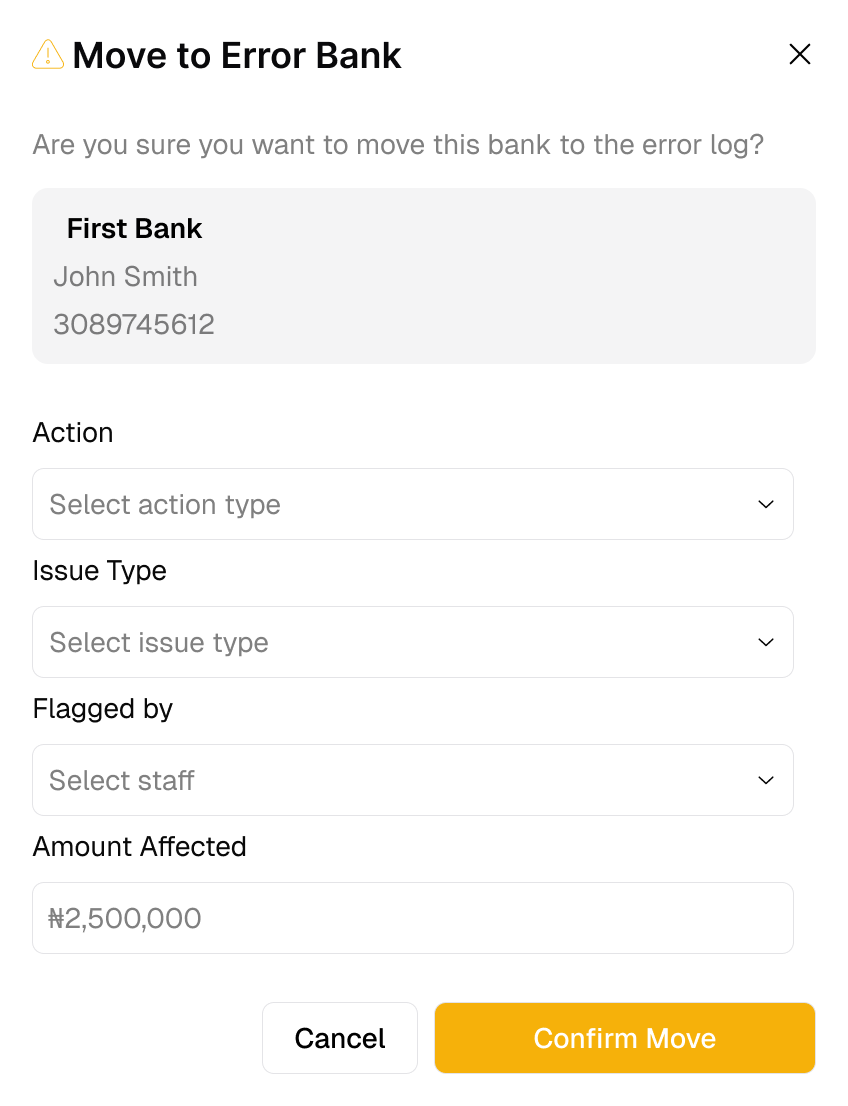 Move to Error Bank
Are you sure you want to move this bank to the error log?
First Bank
John Smith
3089745612
Action
Select action type
Issue Type
Select issue type
Flagged by
Select staff
Amount Affected
₦2,500,000
Cancel
Confirm Move